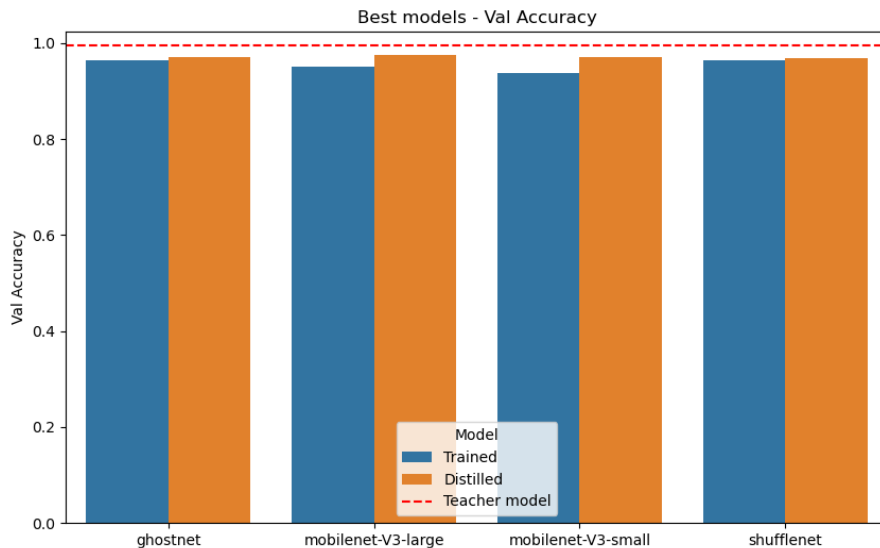 Best models - Val Accuracy
1.0
0.8
0.6
0.4
0.2
0.0
Val Accuracy
Model
Trained
Distilled
Teacher model
ghostnet mobilenet-V3-large mobilenet-V3-small shufflenet